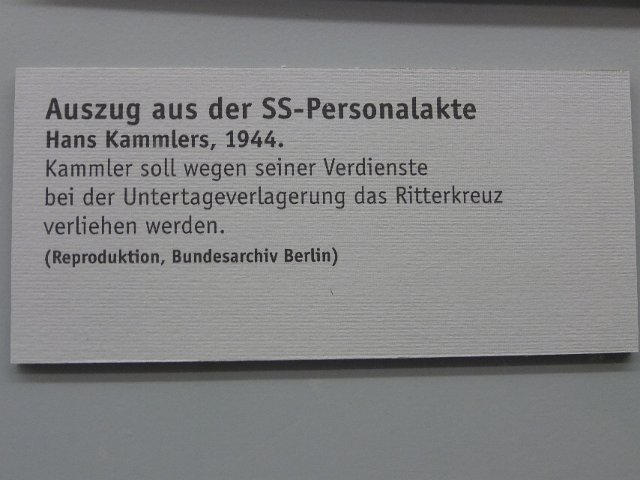 Auszug aus der SS-Personalakte
Hans Kammlers, 1944.
Kammler soll wegen seiner Verdienste
bei der Untertageverlagerung das Ritterkreuz
verliehen werden.
(Reproduktion, Bundesarchiv Berlin)